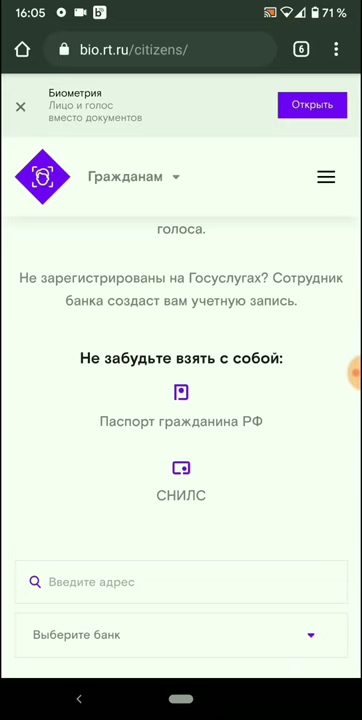 16:05
71 %
bio.rt.ru/citizens/
6
Биометрия
Лицо и голос
вместо документов
Открыть
Гражданам
голоса.
Не зарегистрированы на Госуслугах? Сотрудник
банка создаст вам учетную запись.
Не забудьте взять с собой:
Паспорт гражданина РФ
СНИЛС
Введите адрес
Выберите банк